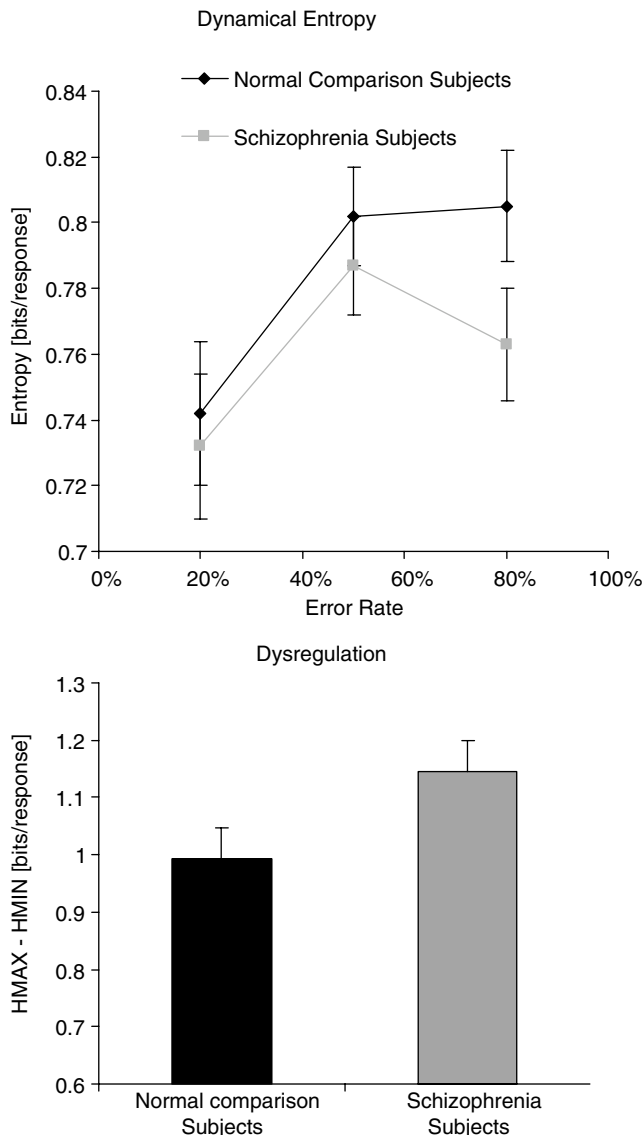 Dynamical Entropy
Normal Comparison Subjects
Schizophrenia Subjects
0.84
0.82
0.8
0.78
0.76
0.74
0.72
0.7
Entropy [bits/response]
0%
20%
40%
60%
80%
100%
Error Rate
Dysregulation
1.3
1.2
1.1
1
0.9
0.8
0.7
0.6
HMAX - HMIN [bits/response]
Normal comparison
Subjects
Schizophrenia
Subjects